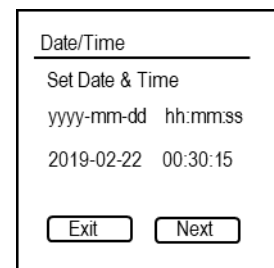 Date/Time
Set Date & Time
yyyy-mm-dd hh:mm:ss
2019-02-22 00:30:15
Exit Next